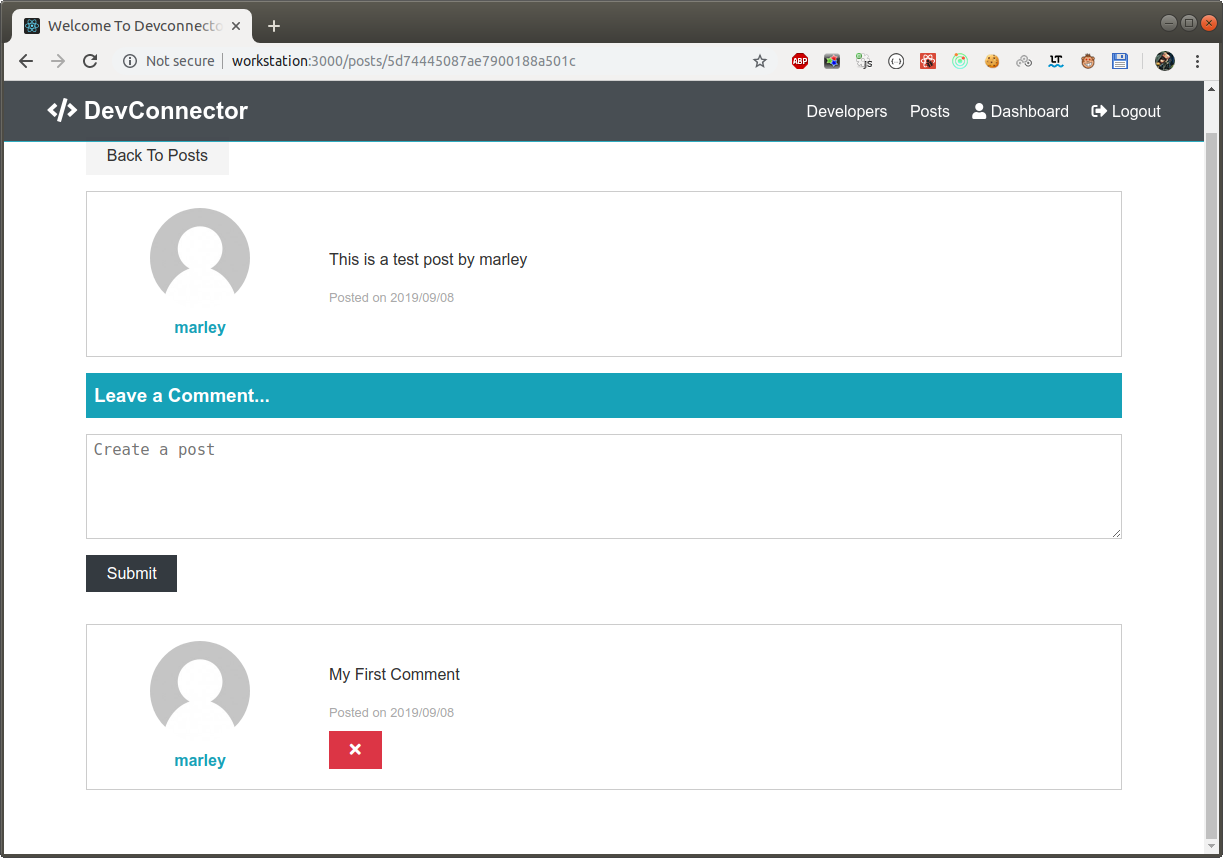 Welcome To Devconnecto
Not secure workstation:3000/posts/5d74445087ae7900188a501c
ABP
js
LT
DevConnector
Developers Posts Dashboard Logout
Back To Posts
This is a test post by marley
Posted on 2019/09/08
marley
Leave a Comment...
Create a post
Submit
My First Comment
Posted on 2019/09/08
marley